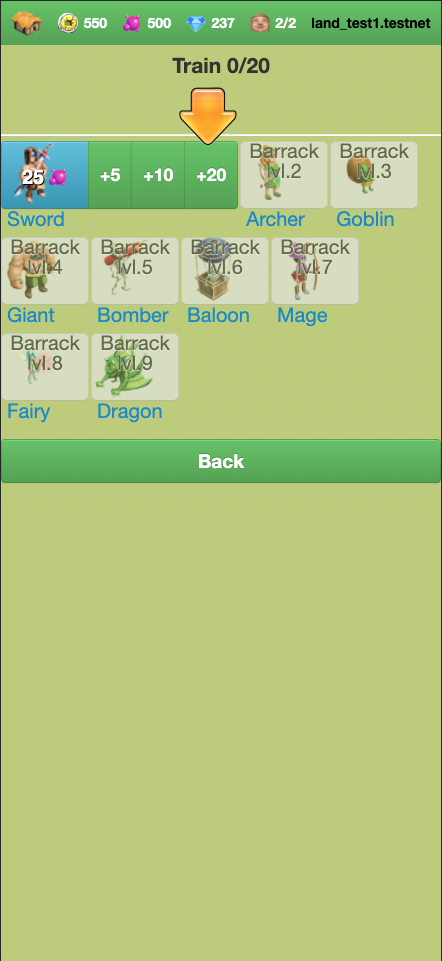 550 500 237 2/2 land_test1.testnet
Train 0/20
25 +5 +10 +20
Barrack
lvl.2
Barrack
lvl.3
Sword Archer Goblin
Barrack
lvl.4
Barrack
lvl.5
Barrack
lvl.6
Barrack
lvl.7
Giant Bomber Baloon Mage
Barrack
lvl.8
Barrack
lvl.9
Fairy Dragon
Back